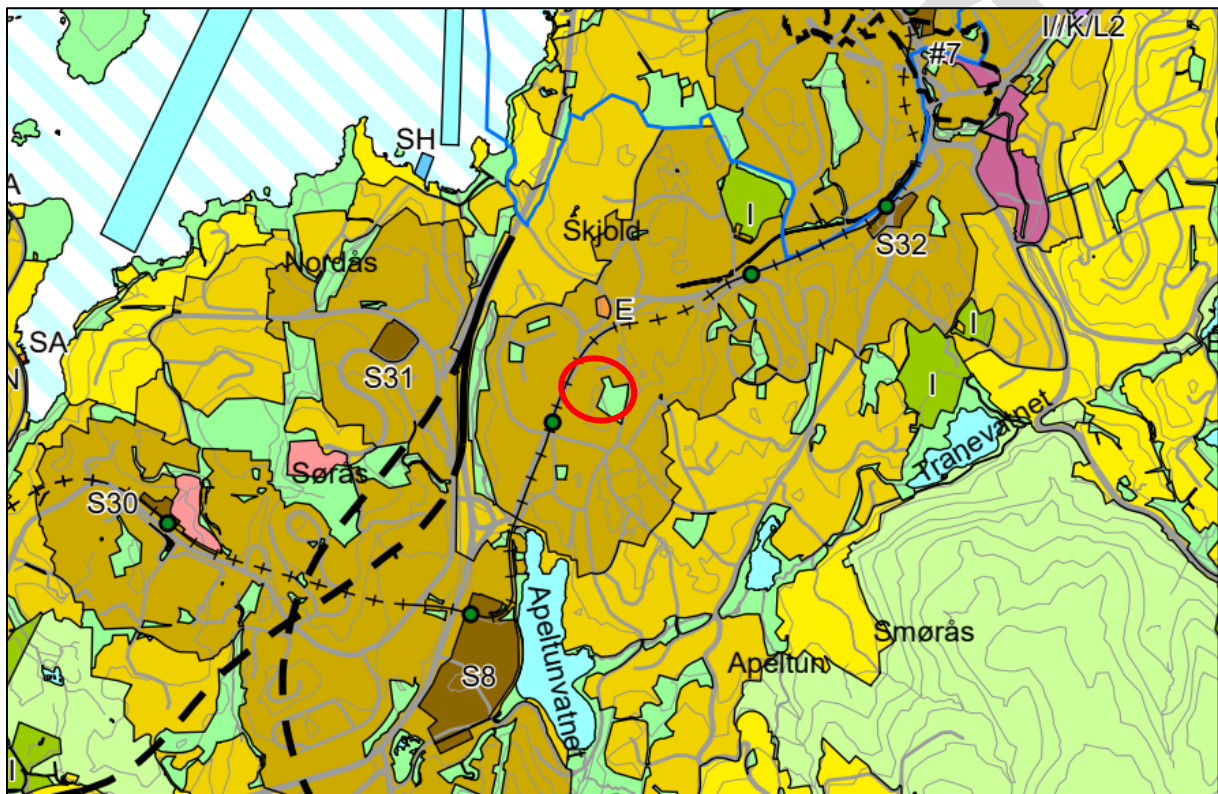 I//K/L2
#7
SH
A
Skjold
I
S32
Nordås
E
I
SA
N
S31
I
Tranevatnet
Sørås
S30
Apeltunvatnet
Smørås
Apeltun
S8
I